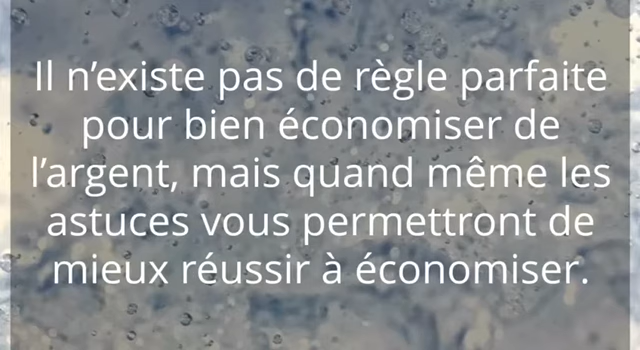 Il n’existe pas de règle parfaite
pour bien économiser de
l’argent, mais quand même les
astuces vous permettront de
mieux réussir à économiser.